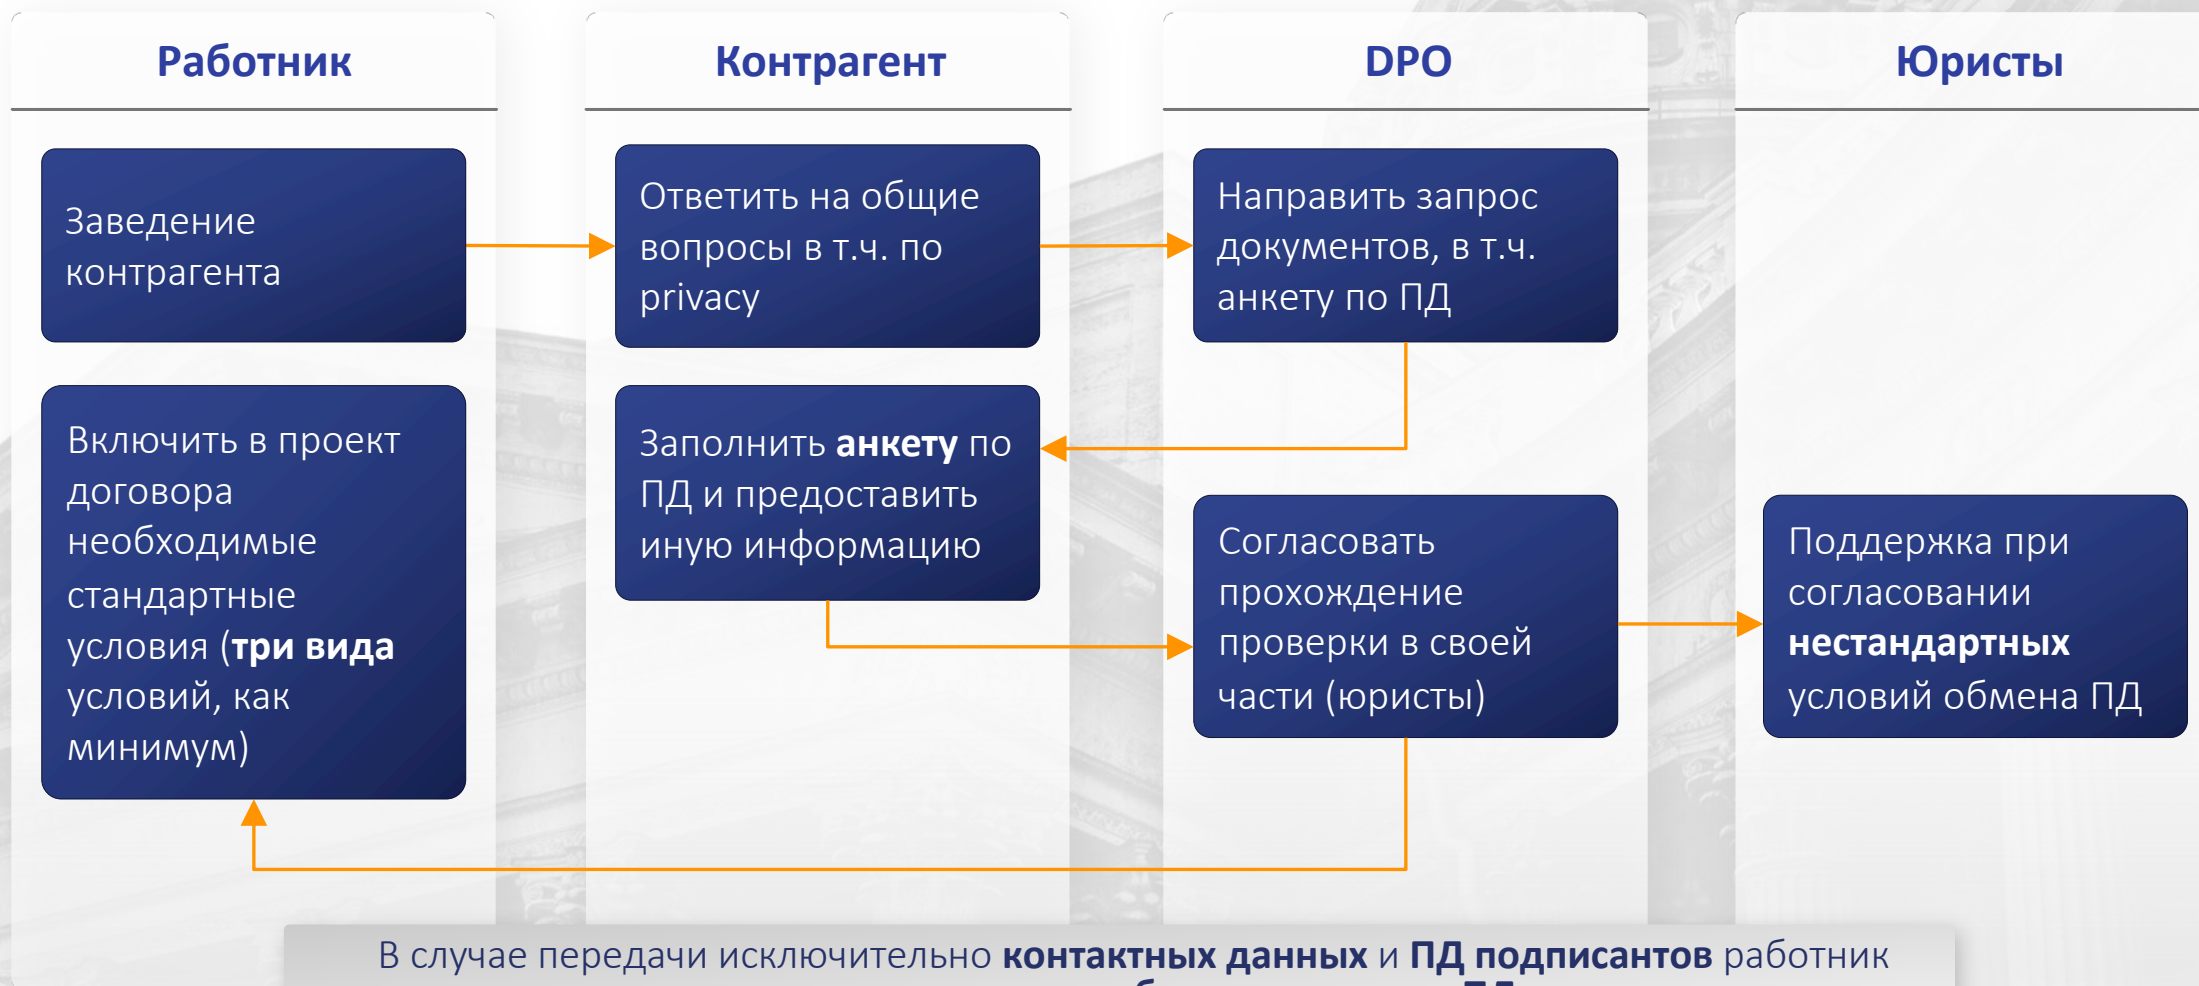 Работник
Контрагент
DPO
Юристы
Заведение
контрагента
Ответить на общие
вопросы в т.ч. по
privacy
Направить запрос
документов, в т.ч.
анкету по ПД
Включить в проект
договора
необходимые
стандартные
условия (три вида
условий, как
минимум)
Заполнить анкету по
ПД и предоставить
иную информацию
Согласовать
прохождение
проверки в своей
части (юристы)
Поддержка при
согласовании
нестандартных
условий обмена ПД
В случае передачи исключительно контактных данных и ПД подписантов работник